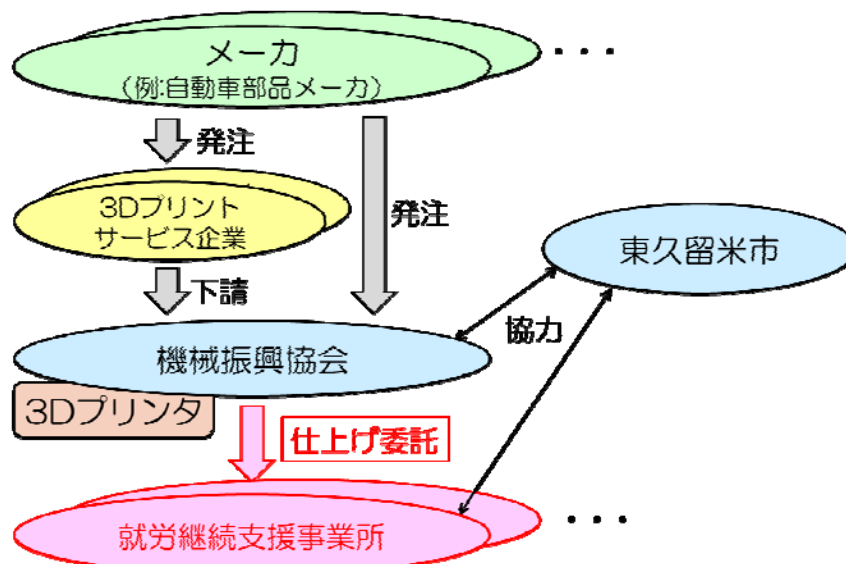 メーカ
・・・
（例:自動車部品メーカ）
発注
3Dプリント
サービス企業
発注
東久留米市
下請
協力
機械振興協会
3Dプリンタ
仕上げ委託
就労継続支援事業所
・・・